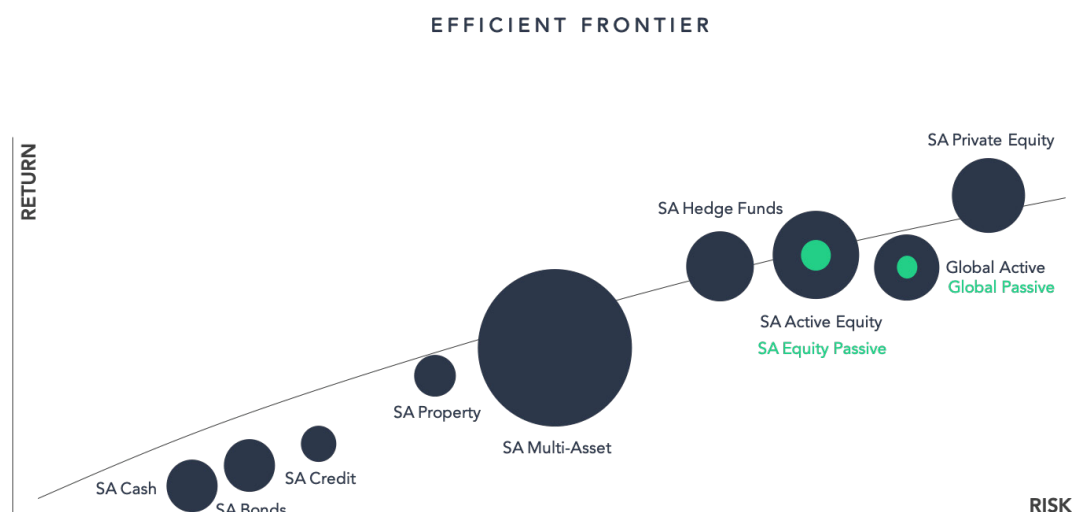 EFFICIENT FRONTIER
RETURN
SA Private Equity
SA Hedge Funds
Global Active
Global Passive
SA Active Equity
SA Equity Passive
SA Property
SA Multi-Asset
SA Credit
SA Cash
SA Bonds
RISK